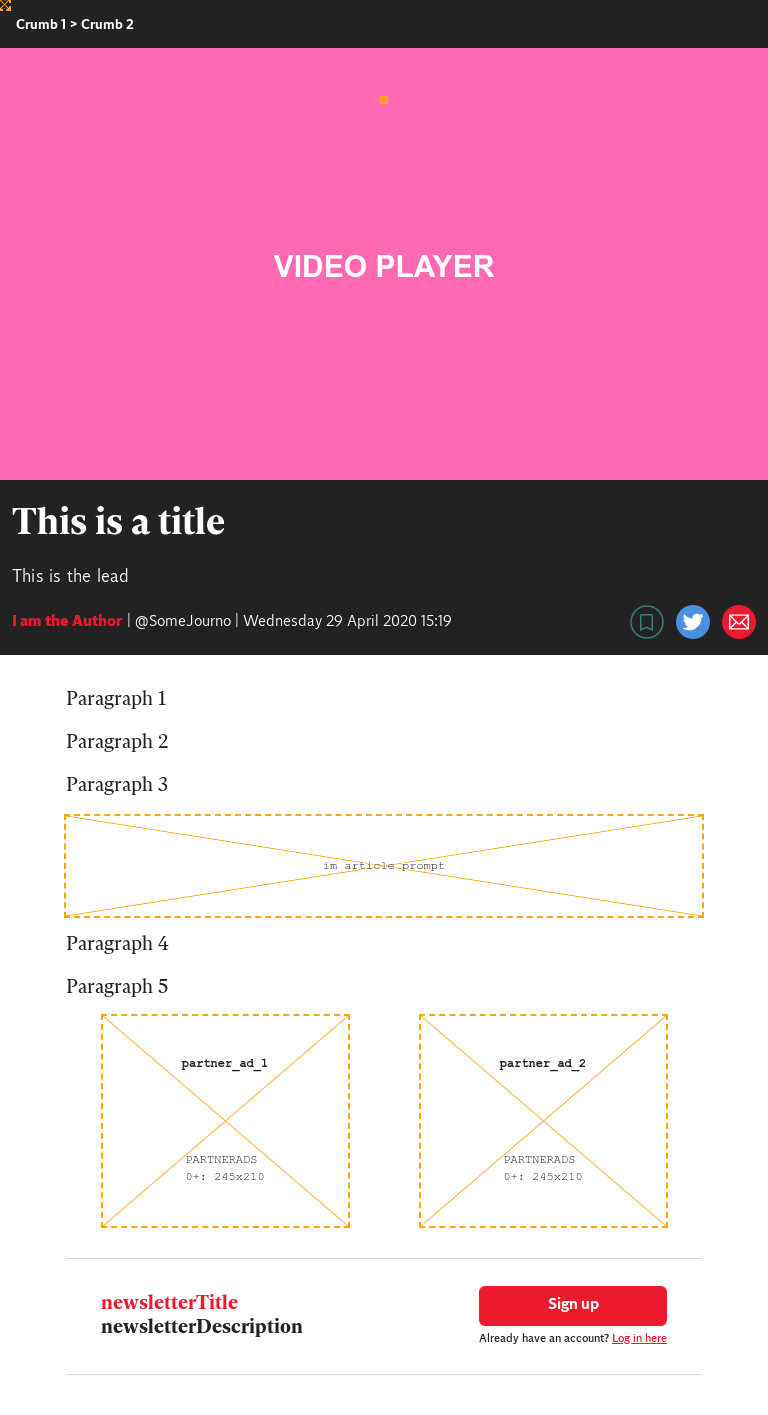 Crumb 1 > Crumb 2
VIDEO PLAYER
This is a title
This is the lead
I am the Author | @SomeJourno | Wednesday 29 April 2020 15:19
Paragraph 1
Paragraph 2
Paragraph 3
im article prompt
Paragraph 4
Paragraph 5
partner_ad_1
PARTNERADS
0+: 245x210
partner_ad_2
PARTNERADS
0+: 245x210
newsletterTitle
newsletterDescription
Sign up
Already have an account? Log in here